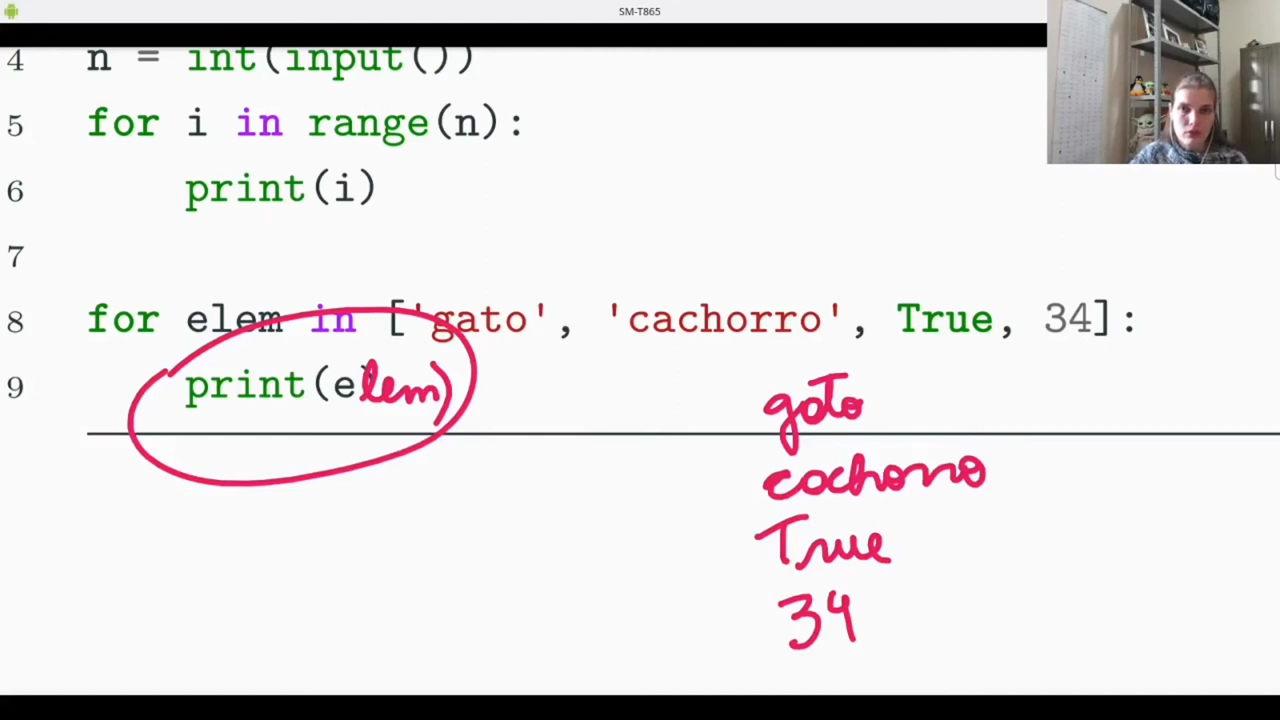 SM-T865
4 n = int(input())
5 for i in range(n):
6 print(i)
7
8 for elem in ['gato', 'cachorro', True, 34]:
9 print(elem)
gato
cachorro
True
34